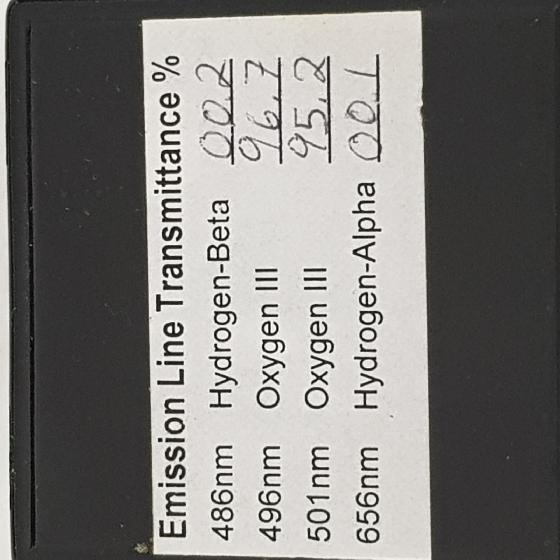 Emission Line Transmittance %
486nm Hydrogen-Beta 00.2
496nm Oxygen III 96.7
501nm Oxygen III 95.2
656nm Hydrogen-Alpha 00.1